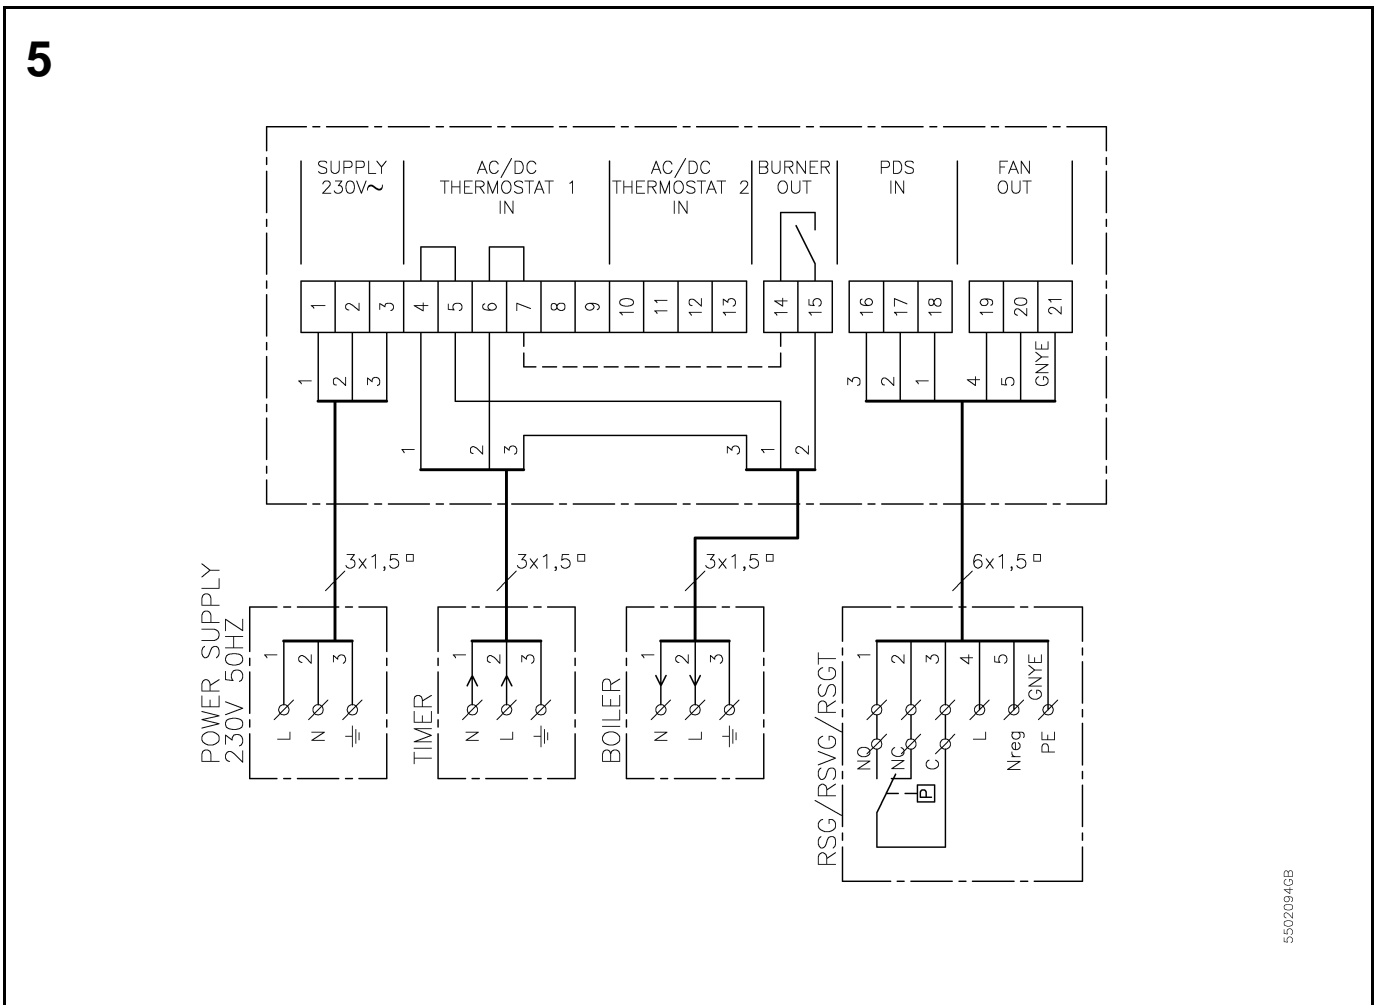 5
SUPPLY
230V~
AC/DC
THERMOSTAT 1
IN
AC/DC
THERMOSTAT 2
IN
BURNER
OUT
PDS
IN
FAN
OUT
1 2 3 4 5 6 7 8 9 10 11 12 13 14 15 16 17 18 19 20 21
1 2 3
3 2 1 4 5 GNYE
1 2 3
3 1 2
3x1,5 □
3x1,5 □
3x1,5 □
6x1,5 □
POWER SUPPLY
230V 50HZ
1 2 3
L N
TIMER
1 2 3
N L
BOILER
1 2 3
N L
RSG/RSVG/RSGT
1 2 3 4 5 GNYE
NO NC C L Nreg PE
P
5502094GB